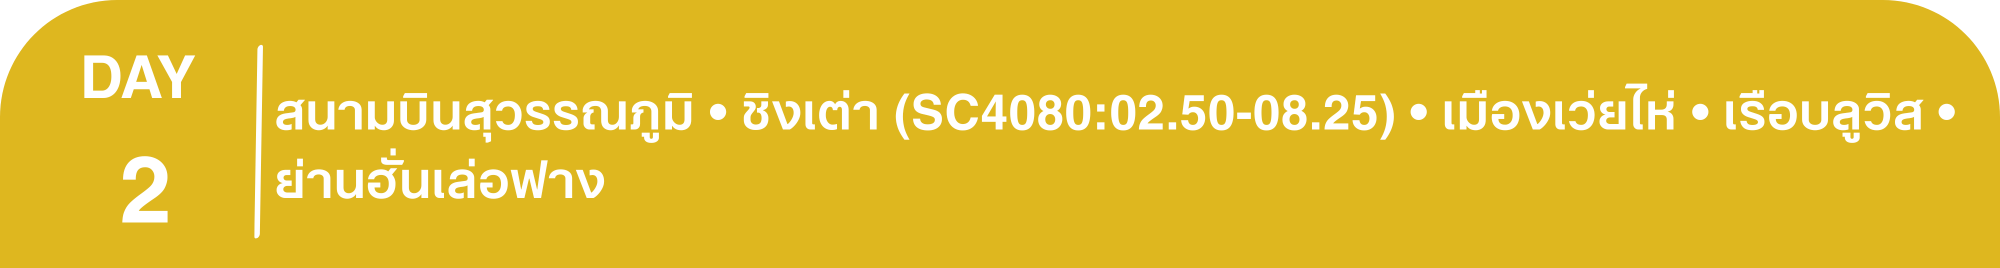 DAY
2
สนามบินสุวรรณภูมิ • ชิงเต่า (SC4080:02.50-08.25) • เมืองเว่ยไห่ • เรือบลูวิส •
ย่านฮั่นเล่อฟาง